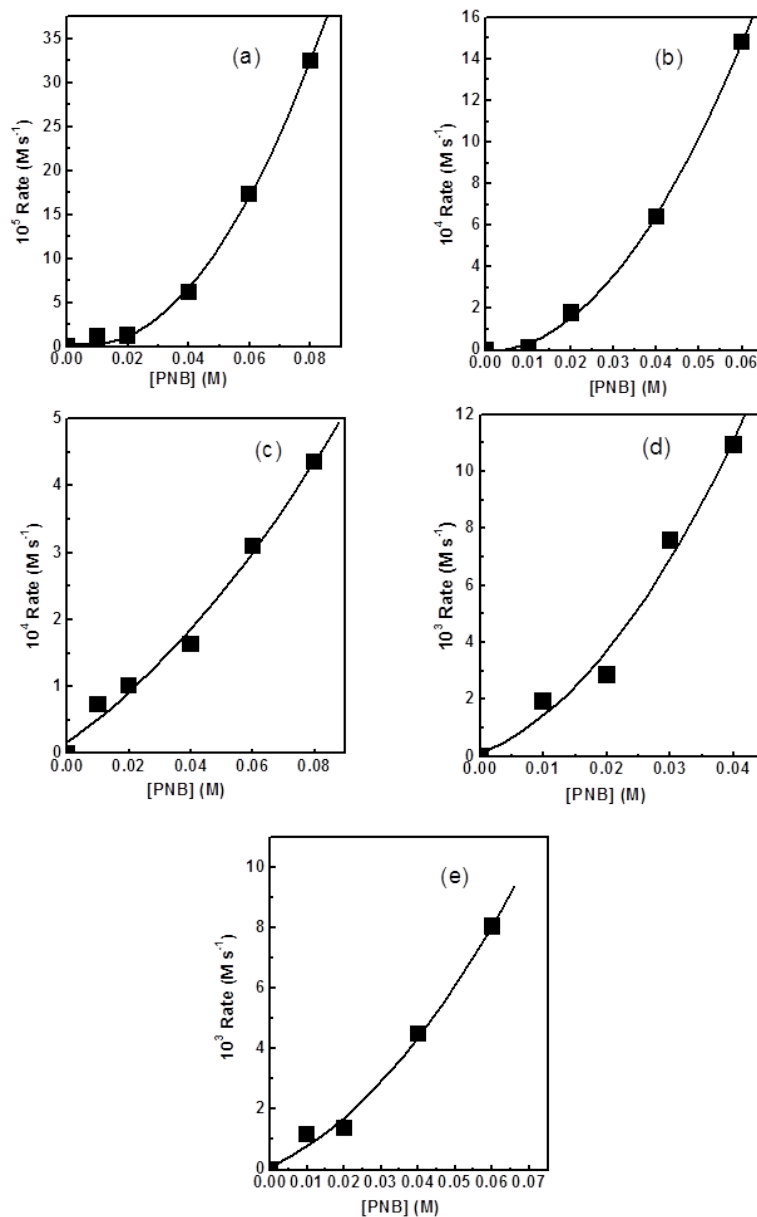 (a)
10⁵ Rate (M s⁻¹)
35
30
25
20
15
10
5
0
0.00 0.02 0.04 0.06 0.08
[PNB] (M)
(b)
10⁴ Rate (M s⁻¹)
16
14
12
10
8
6
4
2
0
0.00 0.01 0.02 0.03 0.04 0.05 0.06
[PNB] (M)
(c)
10⁴ Rate (M s⁻¹)
5
4
3
2
1
0
0.00 0.02 0.04 0.06 0.08
[PNB] (M)
(d)
10³ Rate (M s⁻¹)
12
10
8
6
4
2
0
0.00 0.01 0.02 0.03 0.04
[PNB] (M)
(e)
10³ Rate (M s⁻¹)
10
8
6
4
2
0
0.00 0.01 0.02 0.03 0.04 0.05 0.06 0.07
[PNB] (M)